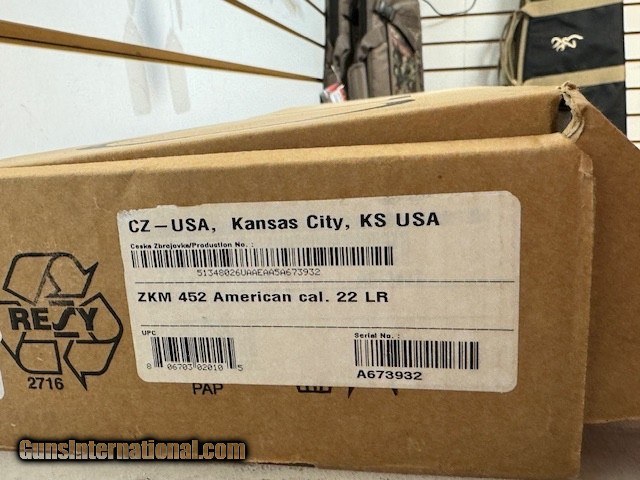 CZ-USA, Kansas City, KS USA
Ceska Zbrojovka/Production No. :
51348026UAAEAA5A673932
ZKM 452 American cal. 22 LR
UPC
8 06703 02010 5
Serial No. :
A673932
RESY
2716
PAP
GunsInternational.com